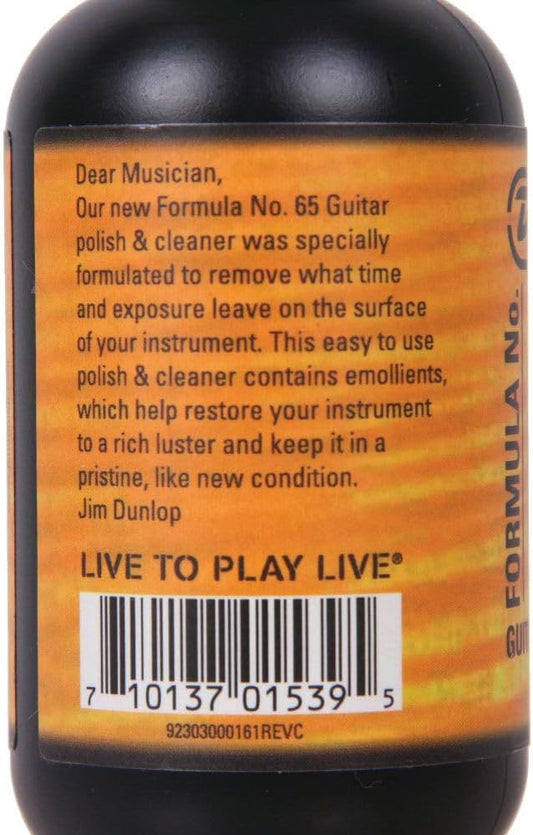 Dear Musician,
Our new Formula No. 65 Guitar
polish & cleaner was specially
formulated to remove what time
and exposure leave on the surface
of your instrument. This easy to use
polish & cleaner contains emollients,
which help restore your instrument
to a rich luster and keep it in a
pristine, like new condition.
Jim Dunlop
LIVE TO PLAY LIVE®
7 10137 01539 5
92303000161REVC
FORMULA No.